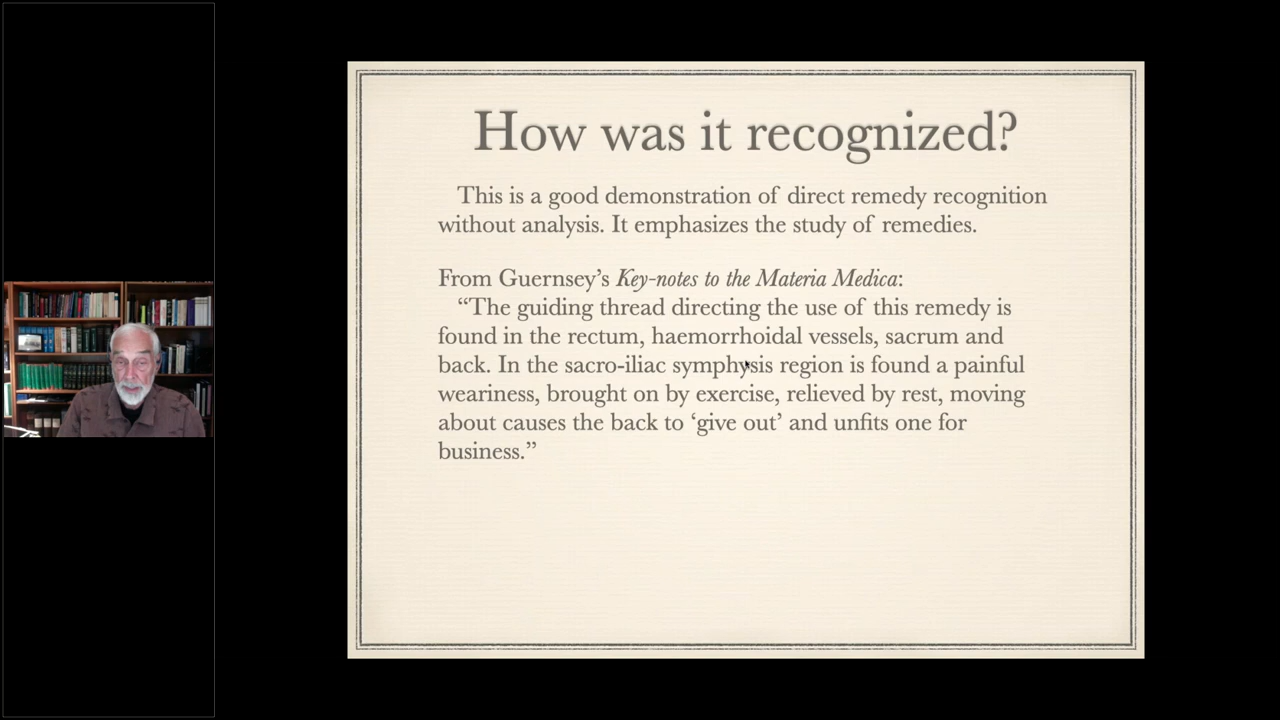 How was it recognized?
This is a good demonstration of direct remedy recognition
without analysis. It emphasizes the study of remedies.
From Guernsey’s Key-notes to the Materia Medica:
“The guiding thread directing the use of this remedy is
found in the rectum, haemorrhoidal vessels, sacrum and
back. In the sacro-iliac symphysis region is found a painful
weariness, brought on by exercise, relieved by rest, moving
about causes the back to ‘give out’ and unfits one for
business.”